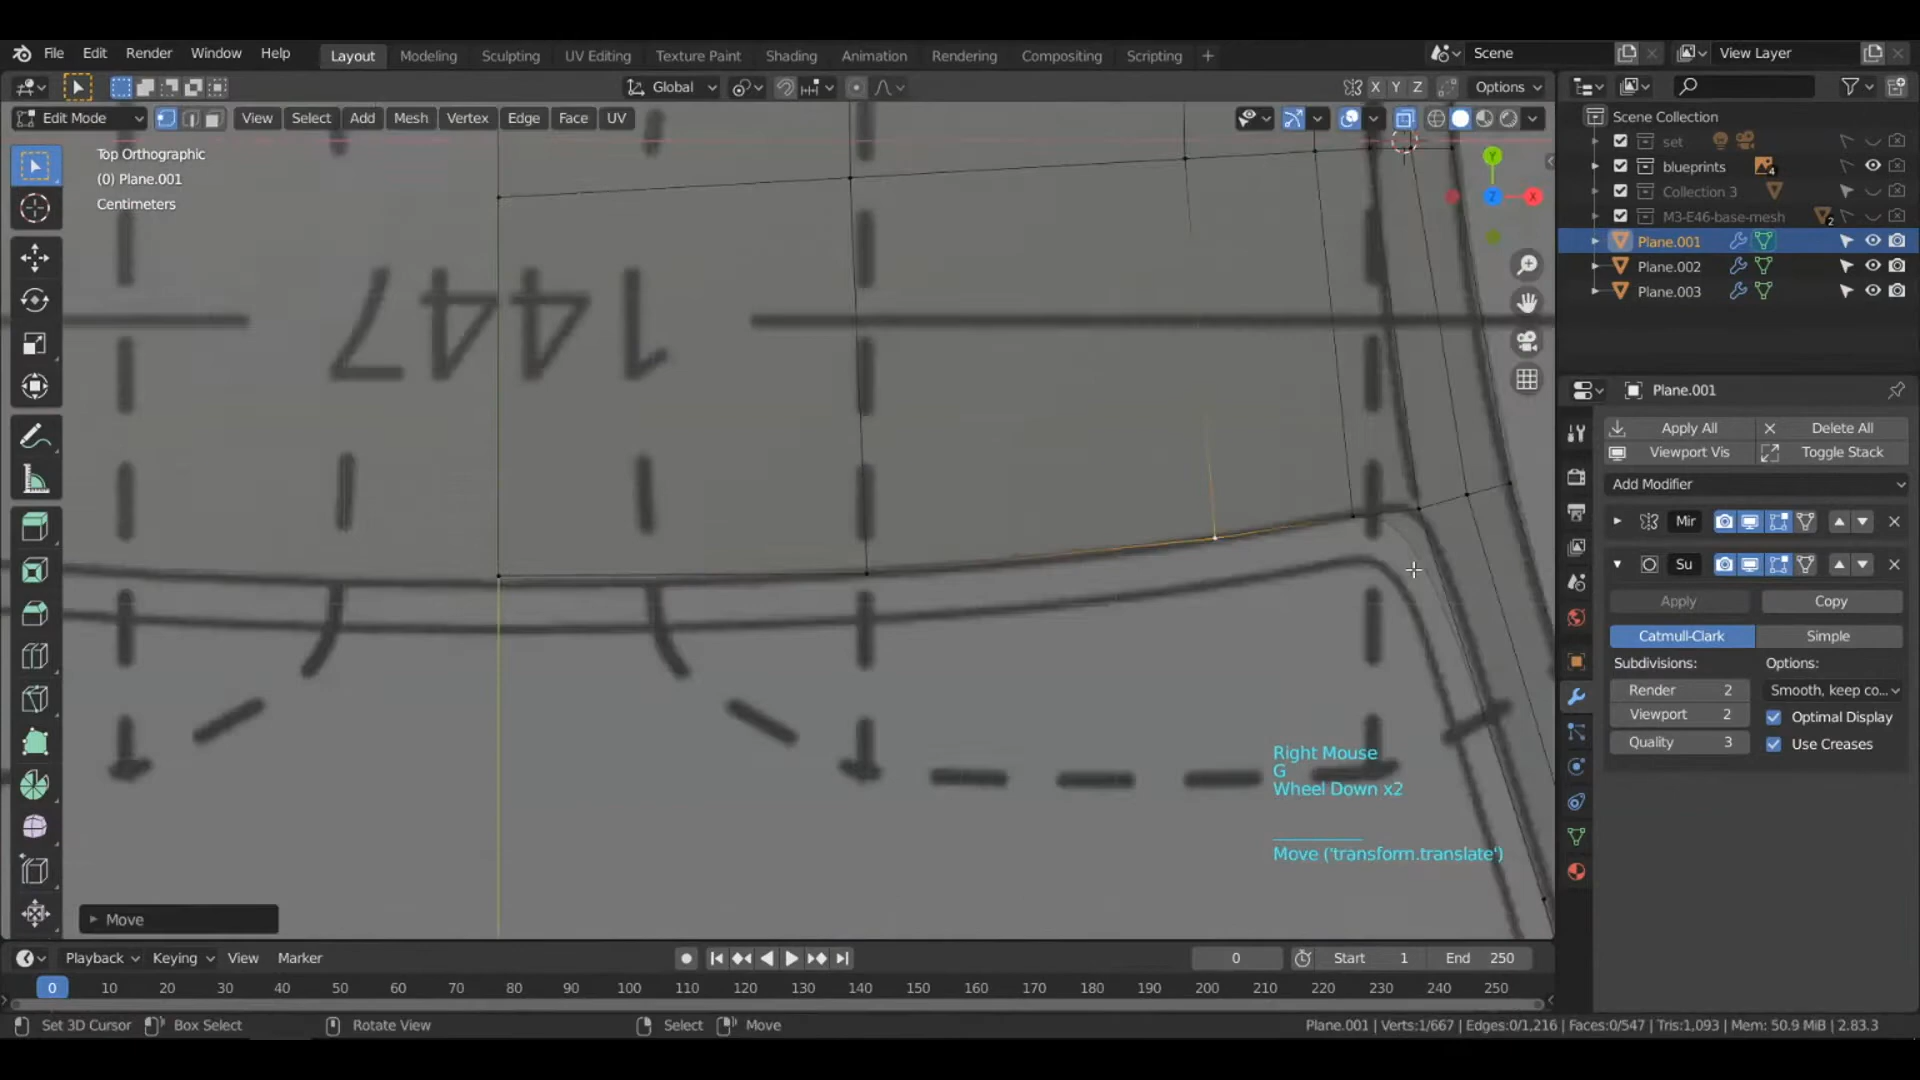 File Edit Render Window Help Layout Modeling Sculpting UV Editing Texture Paint Shading Animation Rendering Compositing Scripting + Scene View Layer
Global X Y Z Options
Edit Mode View Select Add Mesh Vertex Edge Face UV
Top Orthographic
(0) Plane.001
Centimeters
Y
Z
X
1447
Right Mouse
G
Wheel Down x2
Move ('transform.translate')
Move
Scene Collection
set
blueprints 4
Collection 3
M3-E46-base-mesh 2
Plane.001
Plane.002
Plane.003
Plane.001
Apply All Delete All
Viewport Vis Toggle Stack
Add Modifier
Mir
Su
Apply Copy
Catmull-Clark Simple
Subdivisions: Options:
Render 2 Smooth, keep co...
Viewport 2 Optimal Display
Quality 3 Use Creases
Playback Keying View Marker 0 Start 1 End 250
0 10 20 30 40 50 60 70 80 90 100 110 120 130 140 150 160 170 180 190 200 210 220 230 240 250
Set 3D Cursor Box Select Rotate View Select Move Plane.001 | Verts:1/667 | Edges:0/1,216 | Faces:0/547 | Tris:1,093 | Mem: 50.9 MiB | 2.83.3